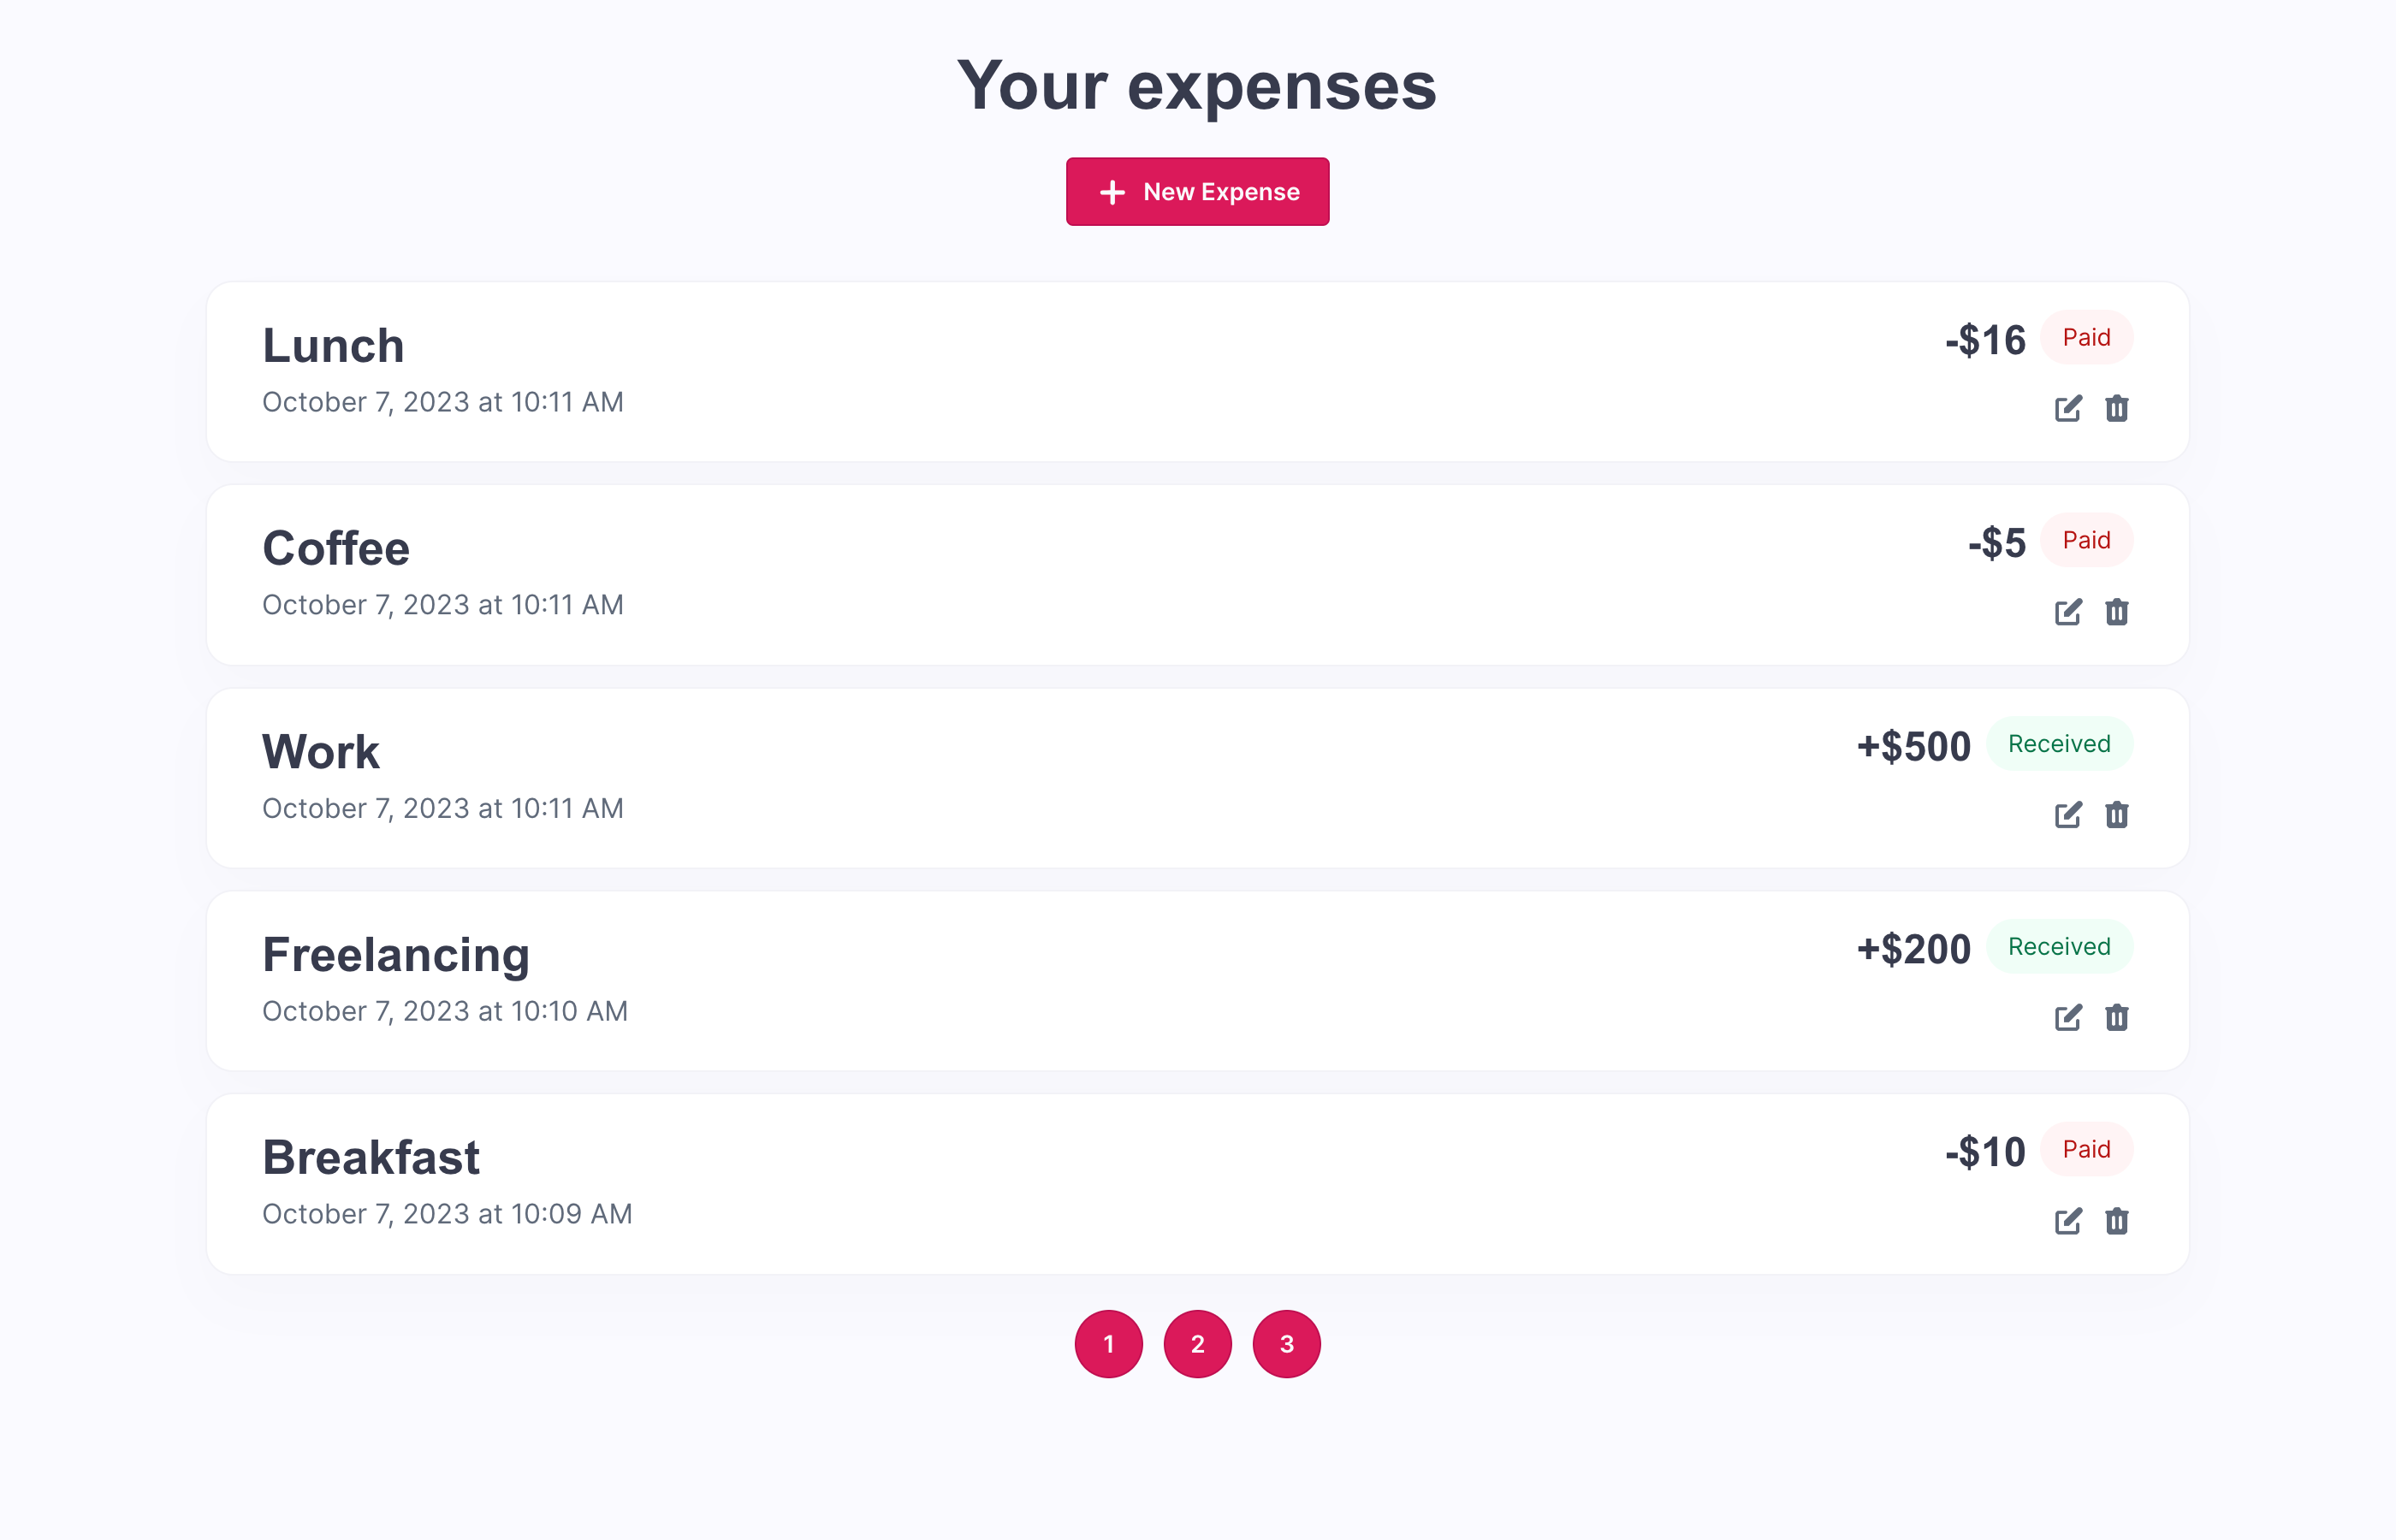 Your expenses
New Expense
Lunch
-$16 Paid
October 7, 2023 at 10:11 AM
Coffee
-$5 Paid
October 7, 2023 at 10:11 AM
Work
+$500 Received
October 7, 2023 at 10:11 AM
Freelancing
+$200 Received
October 7, 2023 at 10:10 AM
Breakfast
-$10 Paid
October 7, 2023 at 10:09 AM
1 2 3